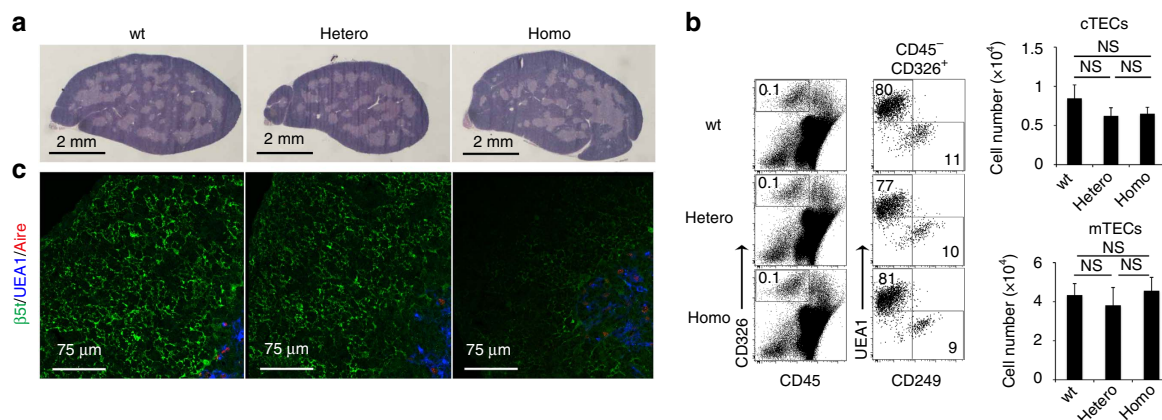 a
wt
Hetero
Homo
2 mm
2 mm
2 mm
c
β5t/UEA1/Aire
75 μm
75 μm
75 μm
b
CD45⁻
CD326⁺
wt
0.1
80
11
Hetero
0.1
77
10
Homo
0.1
81
9
CD326
UEA1
CD45
CD249
cTECs
Cell number (×10⁴)
1.5
1
0.5
0
NS
NS
NS
wt
Hetero
Homo
mTECs
Cell number (×10⁴)
6
4
2
0
NS
NS
NS
wt
Hetero
Homo